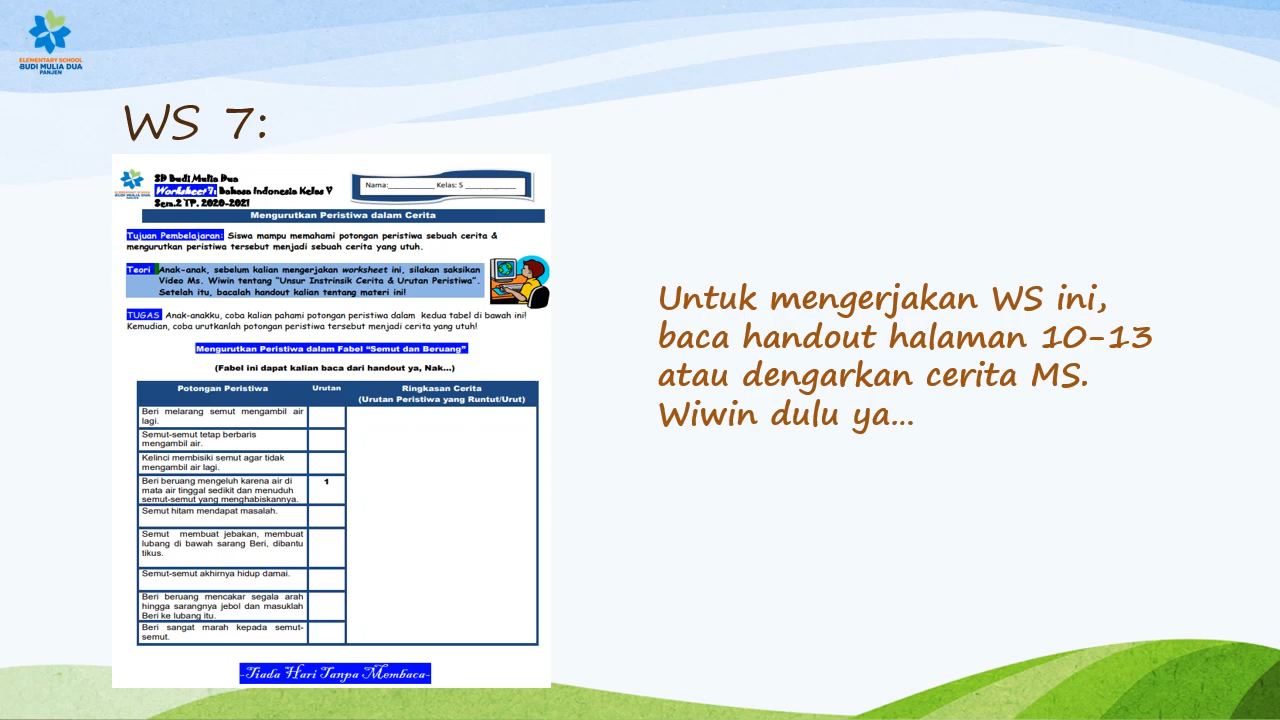 ELEMENTARY SCHOOL
BUDI MULIA DUA
PANJEN
WS 7:
ELEMENTARY SCHOOL
BUDI MULIA DUA
PANJEN
SD Budi Mulia Dua
Worksheet 7: Bahasa Indonesia Kelas V
Sem.2 TP. 2020-2021
Nama:____________ Kelas: 5 _____________
Mengurutkan Peristiwa dalam Cerita
Tujuan Pembelajaran: Siswa mampu memahami potongan peristiwa sebuah cerita &
mengurutkan peristiwa tersebut menjadi sebuah cerita yang utuh.
Teori Anak-anak, sebelum kalian mengerjakan worksheet ini, silakan saksikan
Video Ms. Wiwin tentang "Unsur Instrinsik Cerita & Urutan Peristiwa".
Setelah itu, bacalah handout kalian tentang materi ini!
TUGAS Anak-anakku, coba kalian pahami potongan peristiwa dalam kedua tabel di bawah ini!
Kemudian, coba urutkanlah potongan peristiwa tersebut menjadi cerita yang utuh!
Mengurutkan Peristiwa dalam Fabel "Semut dan Beruang"
(Fabel ini dapat kalian baca dari handout ya, Nak...)
Potongan Peristiwa Urutan Ringkasan Cerita
(Urutan Peristiwa yang Runtut/Urut)
Beri melarang semut mengambil air
lagi.
Semut-semut tetap berbaris
mengambil air.
Kelinci membisiki semut agar tidak
mengambil air lagi.
Beri beruang mengeluh karena air di 1
mata air tinggal sedikit dan menuduh
semut-semut yang menghabiskannya.
Semut hitam mendapat masalah.
Semut membuat jebakan, membuat
lubang di bawah sarang Beri, dibantu
tikus.
Semut-semut akhirnya hidup damai.
Beri beruang mencakar segala arah
hingga sarangnya jebol dan masuklah
Beri ke lubang itu.
Beri sangat marah kepada semut-
semut.
-Tiada Hari Tanpa Membaca-
Untuk mengerjakan WS ini,
baca handout halaman 10-13
atau dengarkan cerita MS.
Wiwin dulu ya...